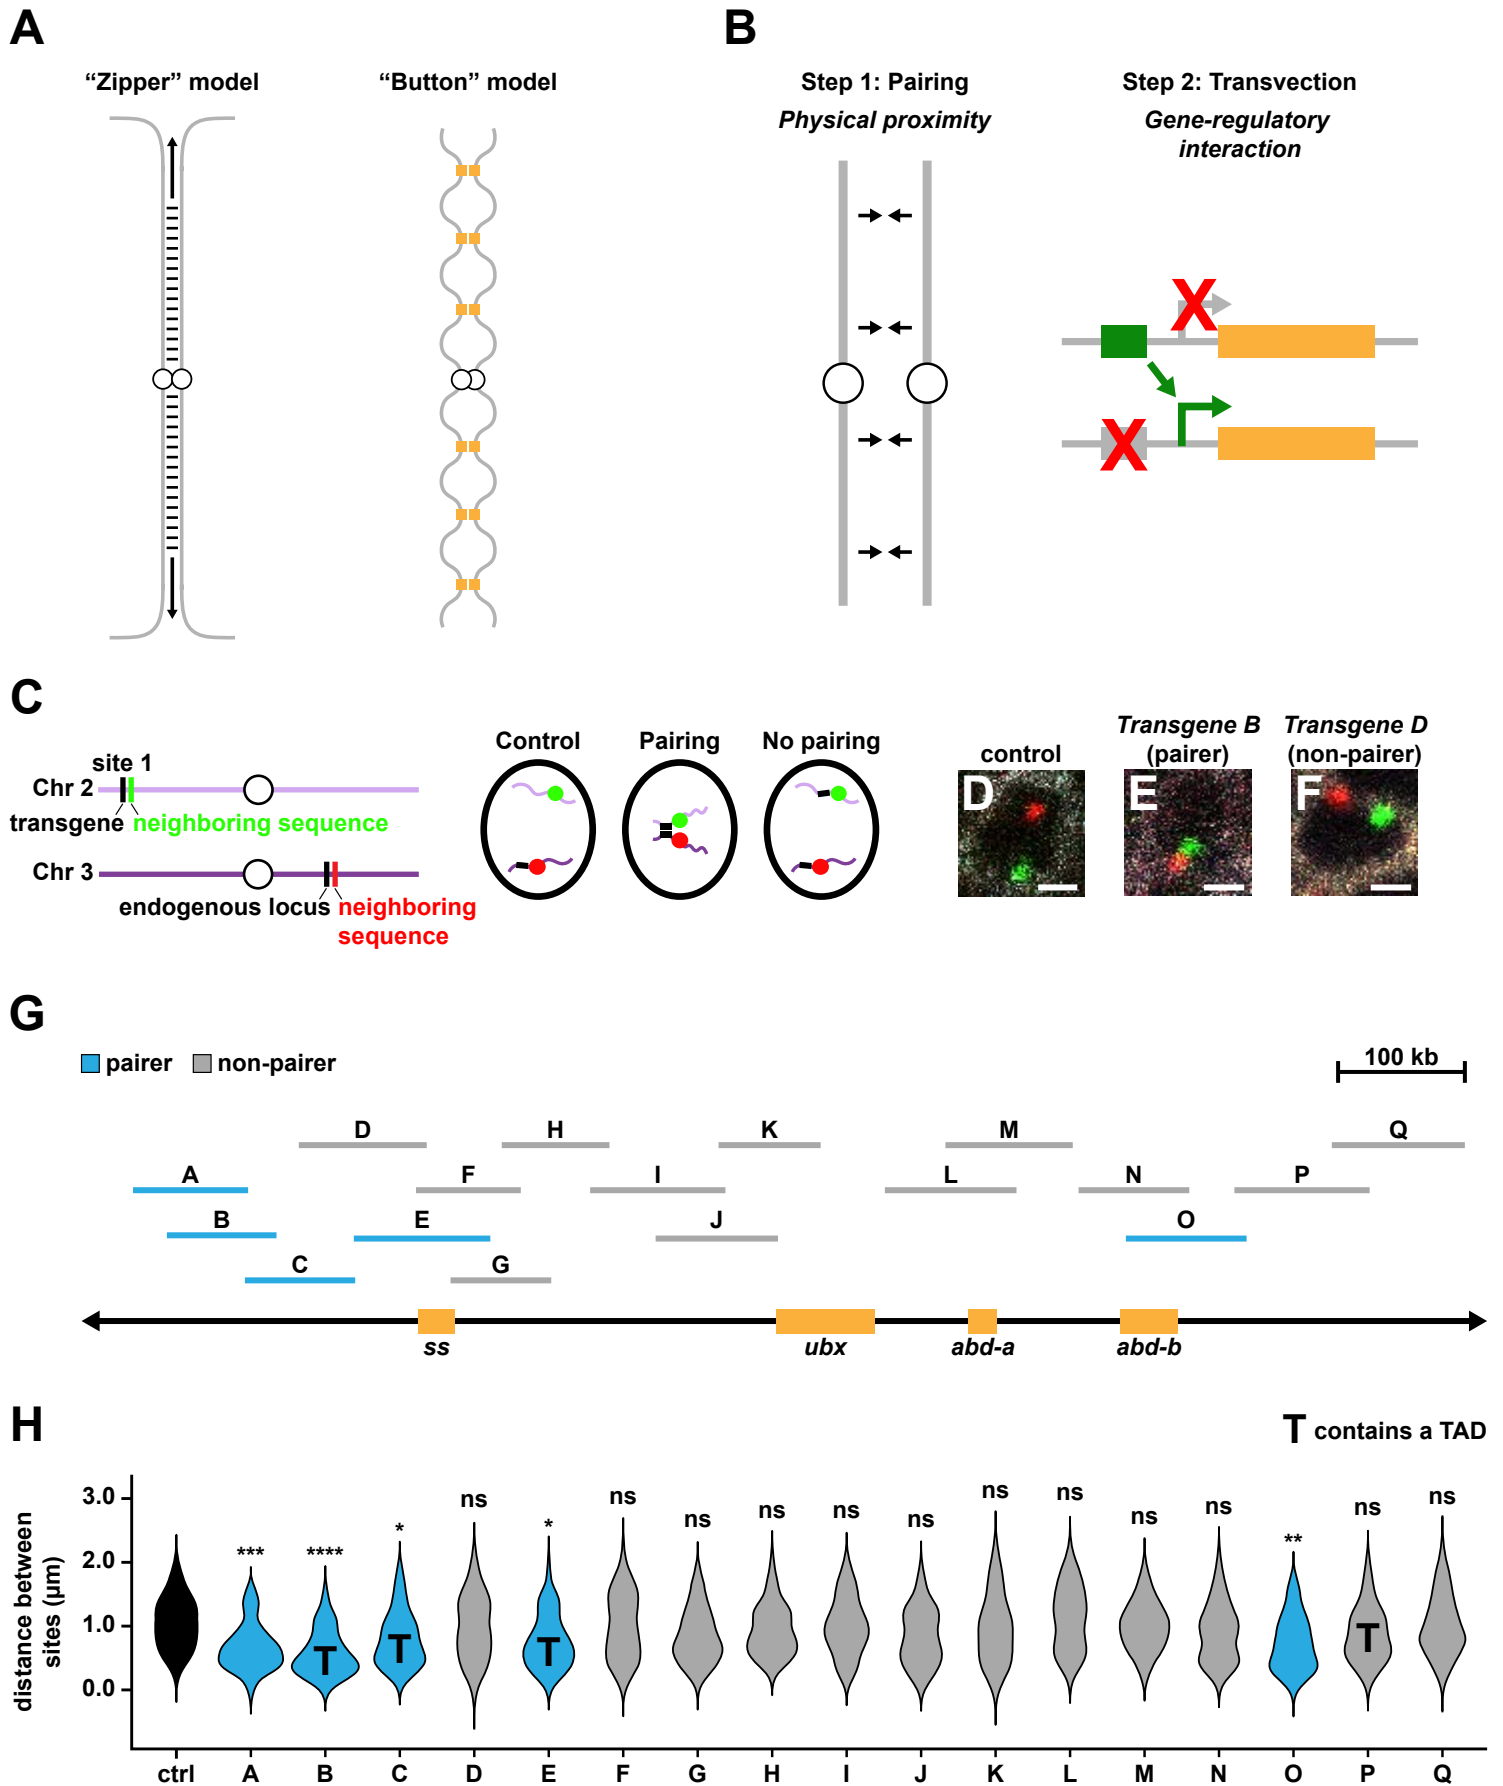 A
B
“Zipper” model
“Button” model
Step 1: Pairing
Physical proximity
Step 2: Transvection
Gene-regulatory
interaction
X
X
C
site 1
Chr 2
transgene
neighboring sequence
Chr 3
endogenous locus
neighboring
sequence
Control
Pairing
No pairing
control
Transgene B
(pairer)
Transgene D
(non-pairer)
D
E
F
G
pairer
non-pairer
100 kb
D
H
K
M
Q
A
F
I
L
N
P
B
E
J
O
C
G
ss
ubx
abd-a
abd-b
H
T contains a TAD
distance between
sites (µm)
3.0
2.0
1.0
0.0
***
****
*
ns
*
ns
ns
ns
ns
ns
ns
ns
ns
ns
**
ns
ns
T
T
T
T
ctrl A B C D E F G H I J K L M N O P Q